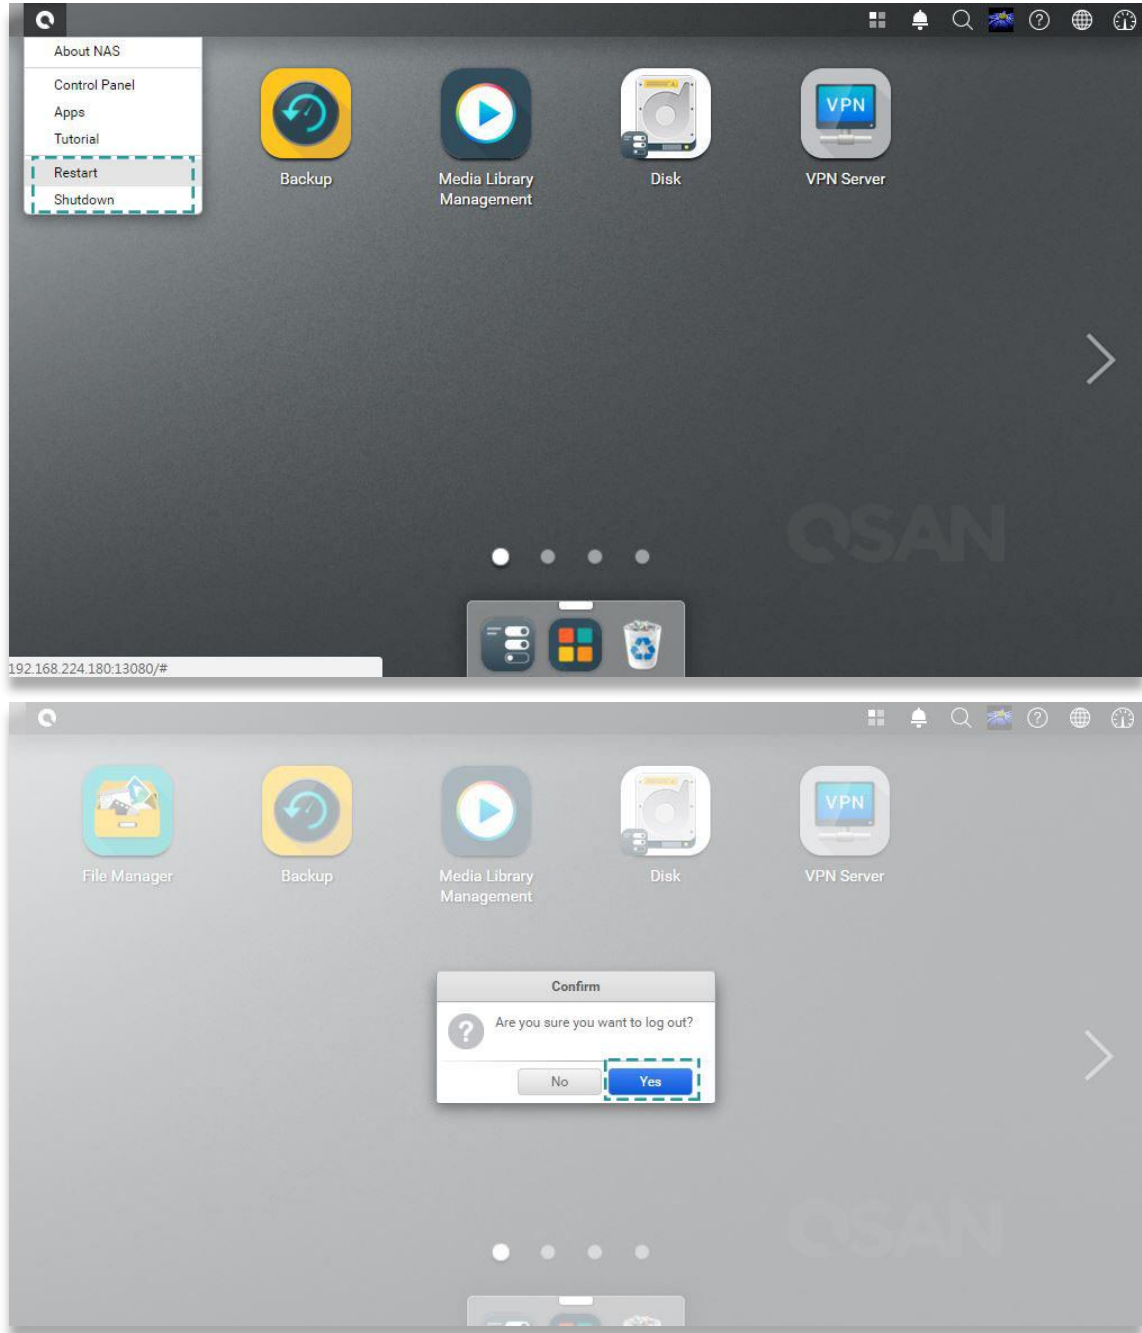 About NAS
Control Panel
Apps
Tutorial
Restart
Shutdown
Backup
Media Library
Management
Disk
VPN
VPN Server
QSAN
192.168.224.180:13080/#
File Manager
Backup
Media Library
Management
Disk
VPN
VPN Server
Confirm
Are you sure you want to log out?
No
Yes
QSAN